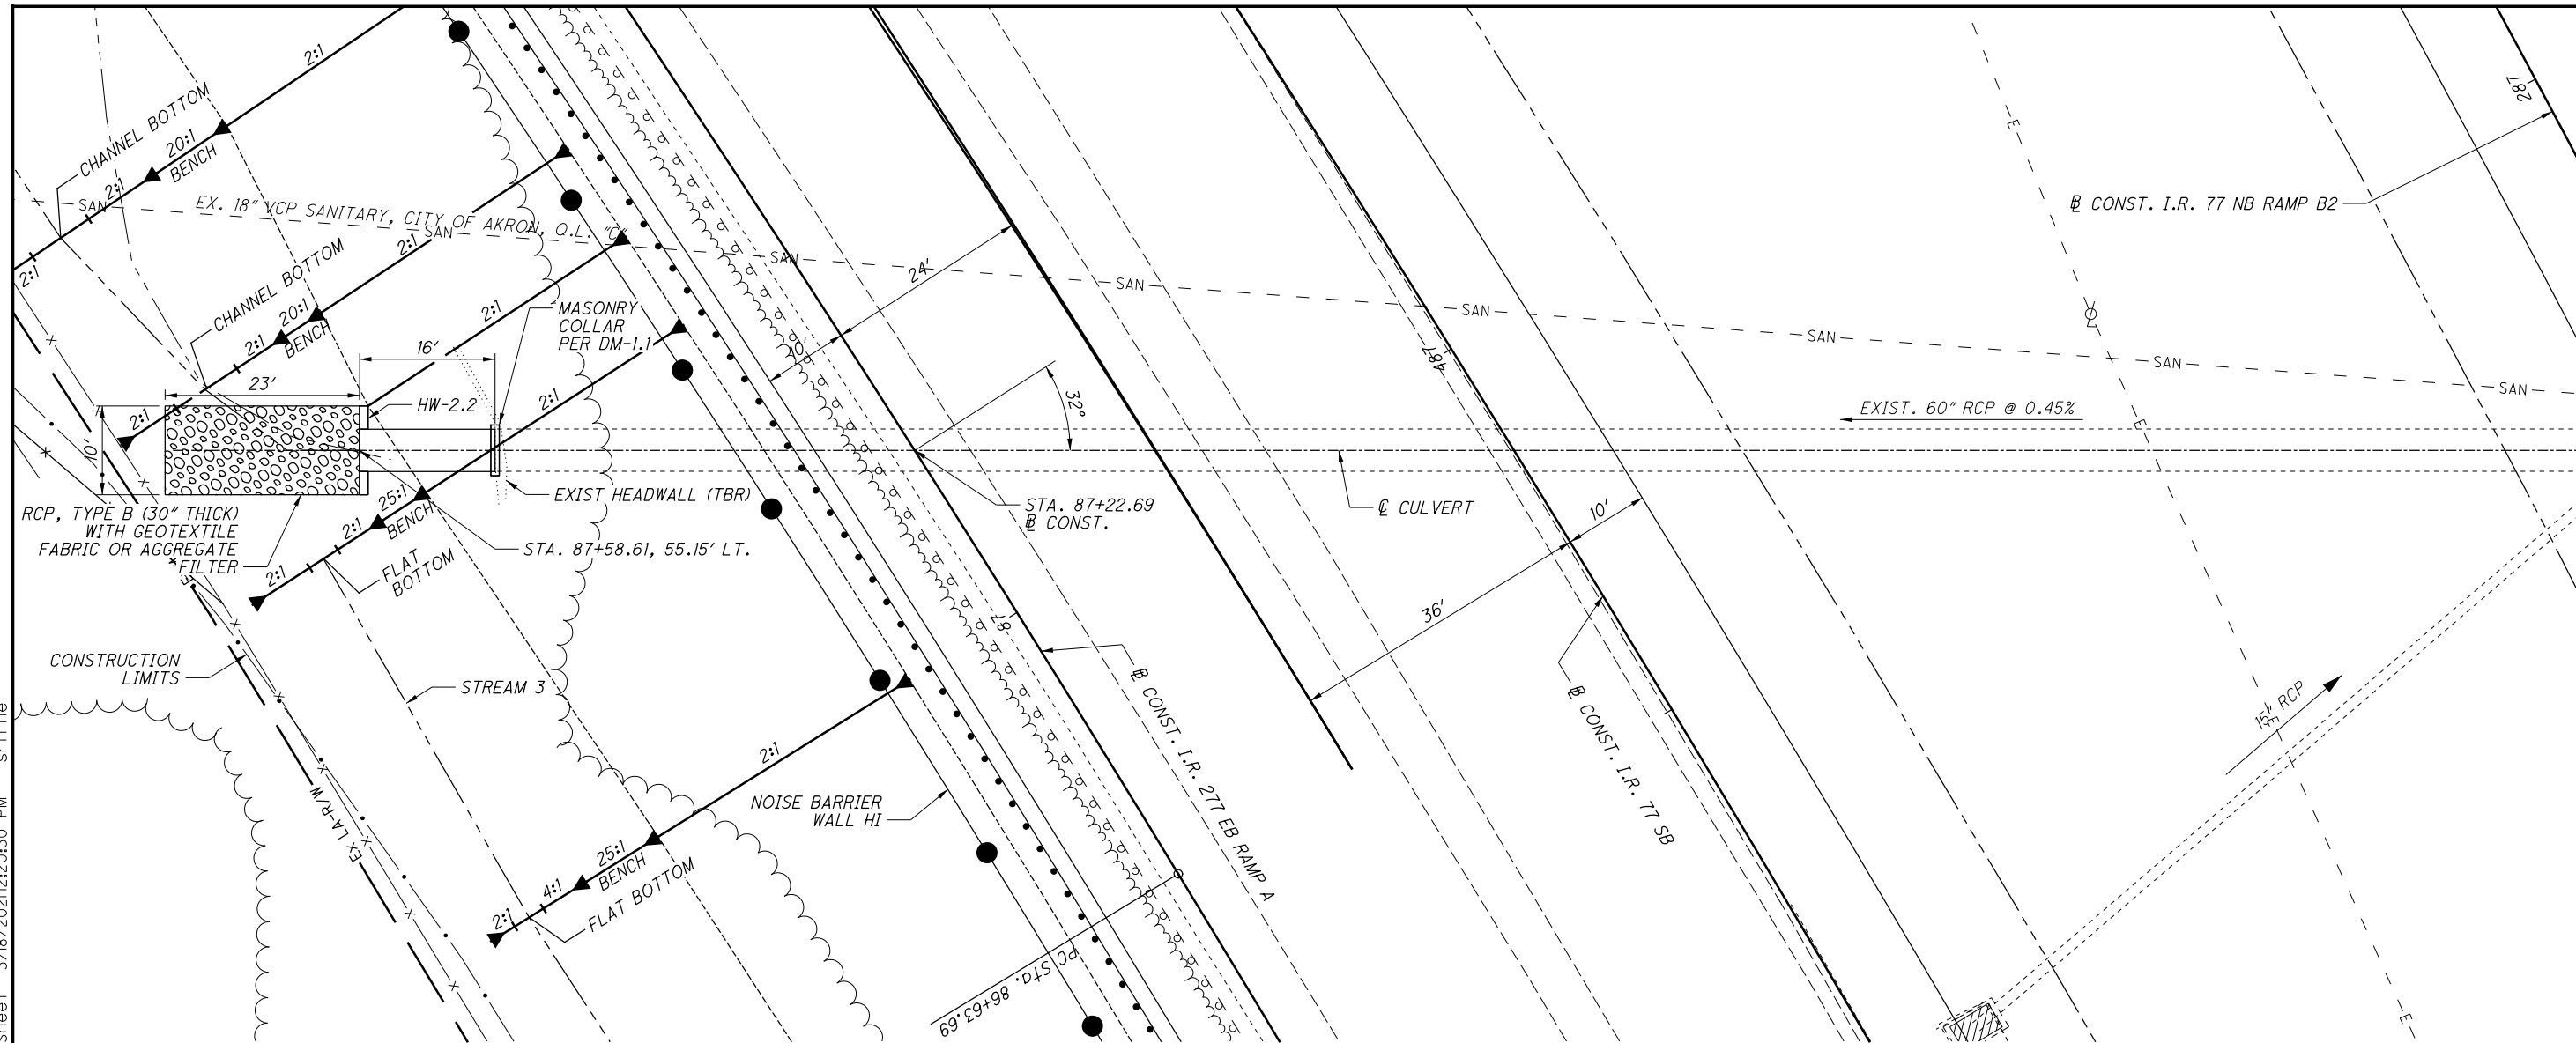 2:1
CHANNEL BOTTOM
20:1
BENCH
2:1
SAN
EX. 18" VCP SANITARY, CITY OF AKRON, Q.L. "C"
SAN
2:1
2:1
CHANNEL BOTTOM
20:1
BENCH
2:1
2:1
2:1
MASONRY
COLLAR
PER DM-1.1
16'
23'
HW-2.2
2:1
10'
EXIST HEADWALL (TBR)
RCP, TYPE B (30" THICK)
WITH GEOTEXTILE
FABRIC OR AGGREGATE
FILTER
25:1
BENCH
2:1
2:1
FLAT
BOTTOM
STA. 87+58.61, 55.15' LT.
CONSTRUCTION
LIMITS
STREAM 3
EX LA-R/W
2:1
NOISE BARRIER
WALL H1
25:1
BENCH
4:1
2:1
FLAT BOTTOM
PC Sta. 86+63.69
SAN
24'
10'
32°
STA. 87+22.69
℄ CONST.
87
℄ CONST. I.R. 277 EB RAMP A
SAN
487
℄ CULVERT
10'
36'
℄ CONST. I.R. 77 SB
SAN
SAN
SAN
SAN
EXIST. 60" RCP @ 0.45%
℄ CONST. I.R. 77 NB RAMP B2
287
E
E
15" RCP
E
E